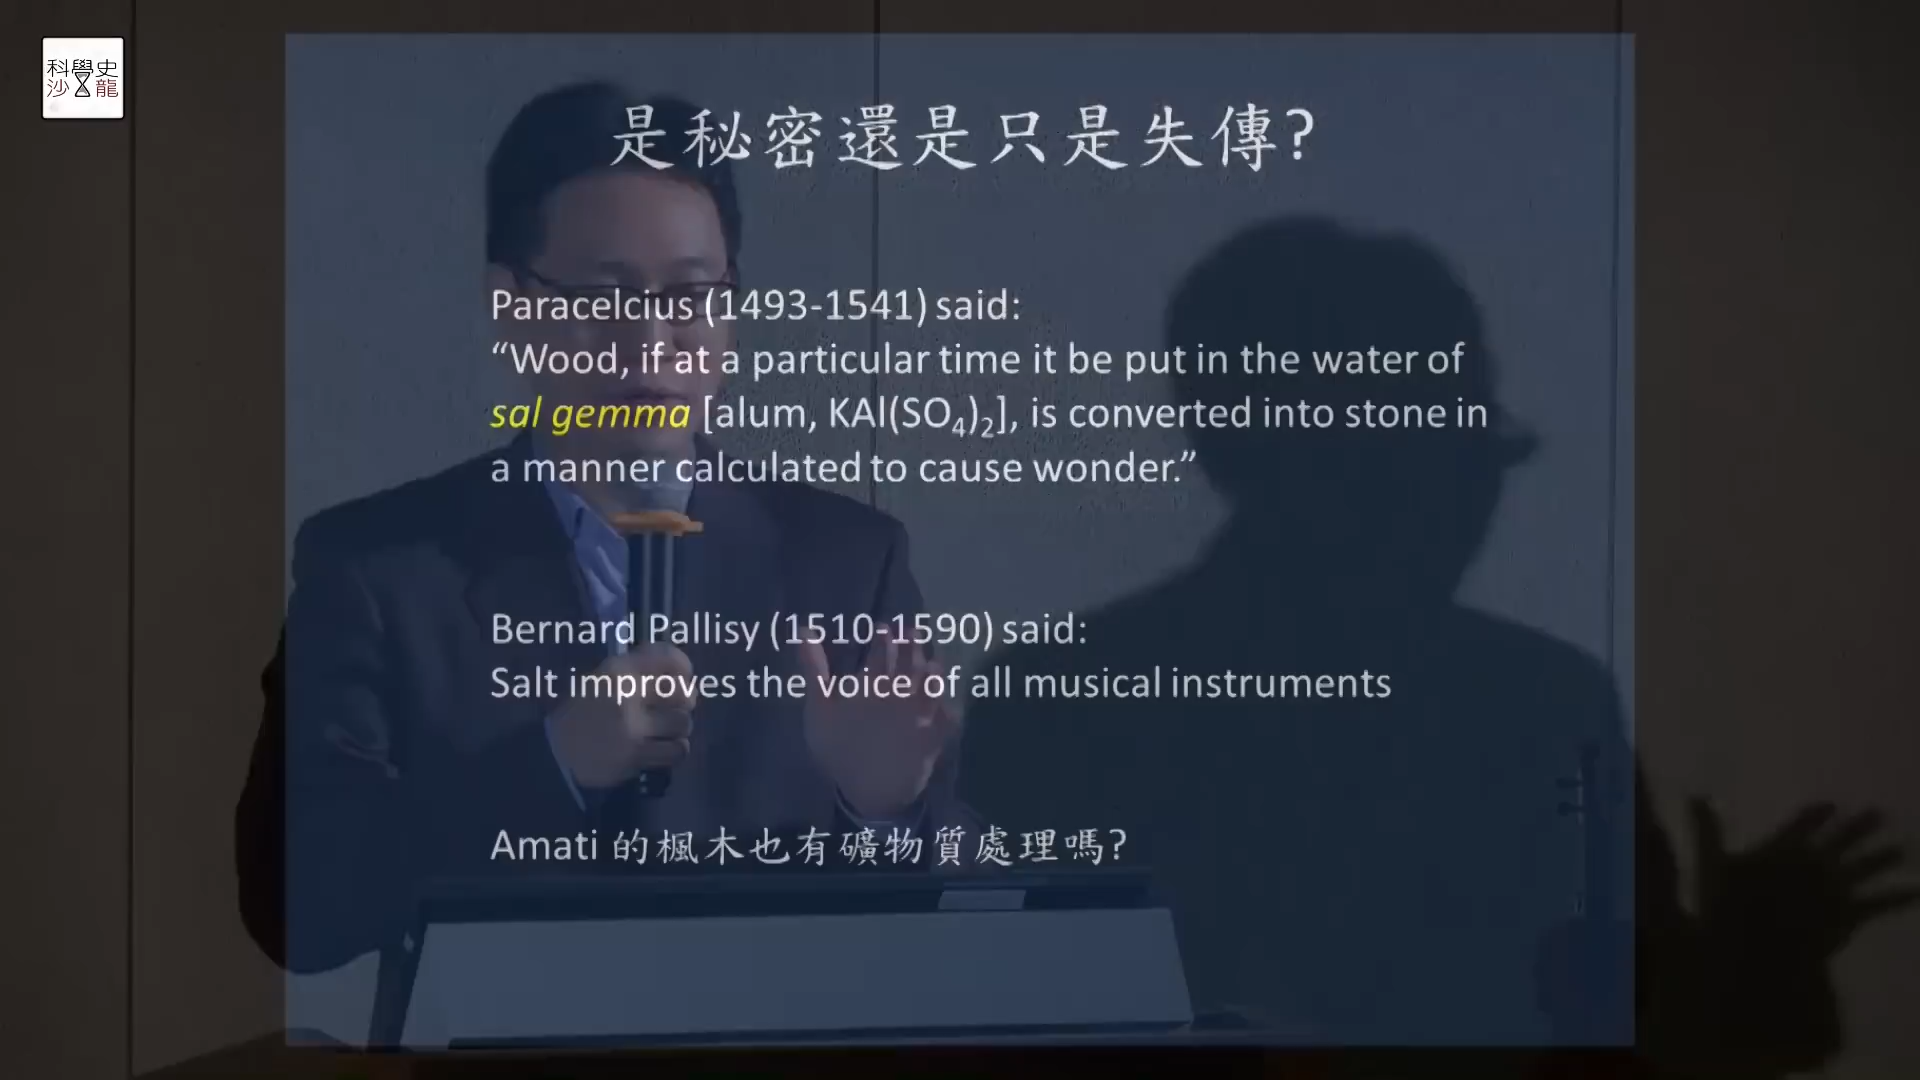 科學史
沙龍
是秘密還是只是失傳?
Paracelcius (1493-1541) said:
“Wood, if at a particular time it be put in the water of
sal gemma [alum, KAl(SO4)2], is converted into stone in
a manner calculated to cause wonder.”
Bernard Pallisy (1510-1590) said:
Salt improves the voice of all musical instruments
Amati 的楓木也有礦物質處理嗎?